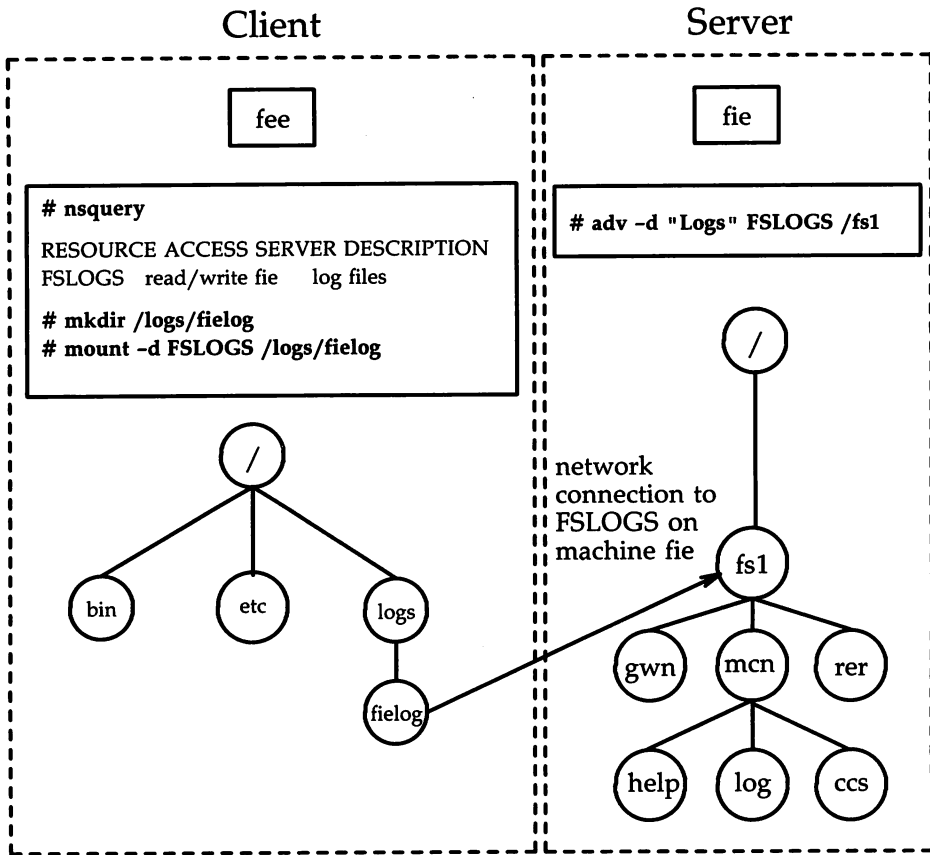 Client
Server
fee
fie
# nsquery
RESOURCE ACCESS SERVER DESCRIPTION
FSLOGS read/write fie log files
# mkdir /logs/fielog
# mount -d FSLOGS /logs/fielog
# adv -d "Logs" FSLOGS /fs1
/
bin
etc
logs
fielog
network
connection to
FSLOGS on
machine fie
/
fs1
gwn
mcn
rer
help
log
ccs